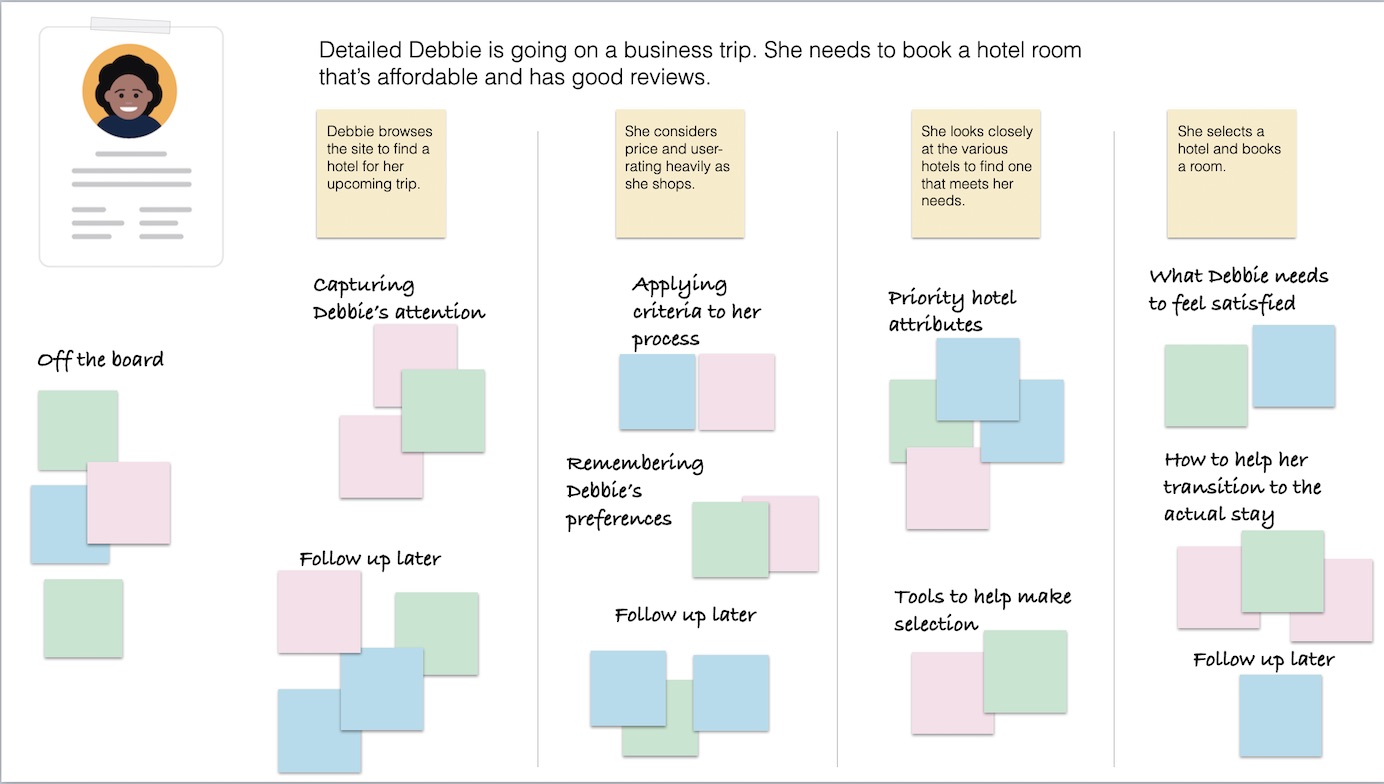 Detailed Debbie is going on a business trip. She needs to book a hotel room
that’s affordable and has good reviews.
Debbie browses
the site to find a
hotel for her
upcoming trip.
She considers
price and user-
rating heavily as
she shops.
She looks closely
at the various
hotels to find one
that meets her
needs.
She selects a
hotel and books
a room.
Off the board
Capturing
Debbie’s attention
Follow up later
Applying
criteria to her
process
Remembering
Debbie’s
preferences
Follow up later
Priority hotel
attributes
Tools to help make
selection
What Debbie needs
to feel satisfied
How to help her
transition to the
actual stay
Follow up later